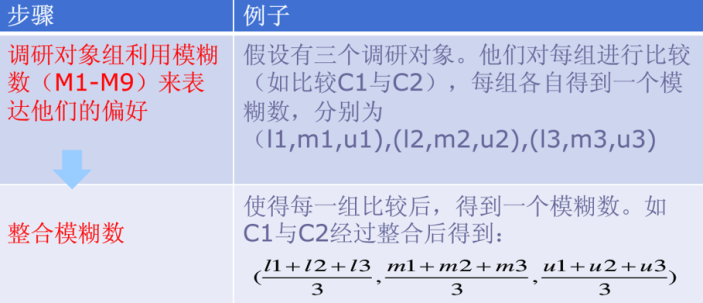 步骤
例子
调研对象组利用模糊
数（M1-M9）来表
达他们的偏好
假设有三个调研对象。他们对每组进行比较
（如比较C1与C2），每组各自得到一个模
糊数，分别为
（l1,m1,u1),(l2,m2,u2),(l3,m3,u3)
整合模糊数
使得每一组比较后，得到一个模糊数。如
C1与C2经过整合后得到：
(l1+l2+l3/3, m1+m2+m3/3, u1+u2+u3/3)